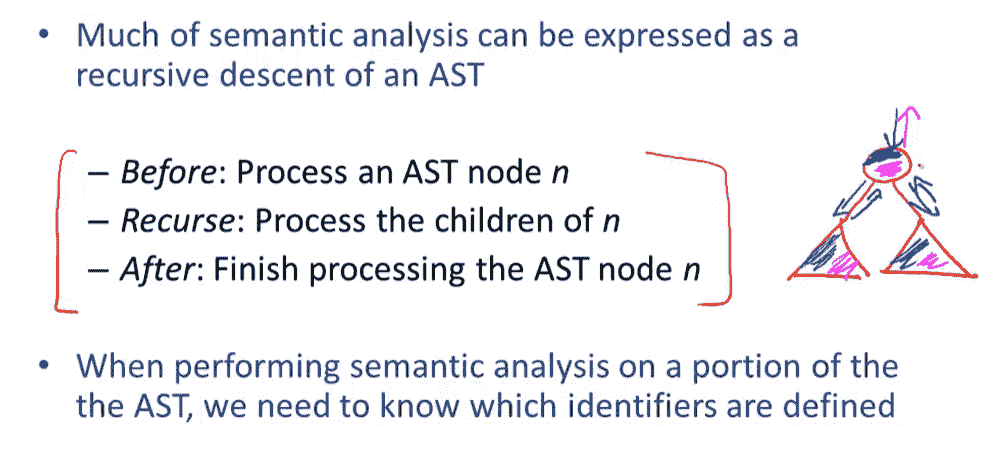 • Much of semantic analysis can be expressed as a
recursive descent of an AST
– Before: Process an AST node n
– Recurse: Process the children of n
– After: Finish processing the AST node n
• When performing semantic analysis on a portion of the
the AST, we need to know which identifiers are defined